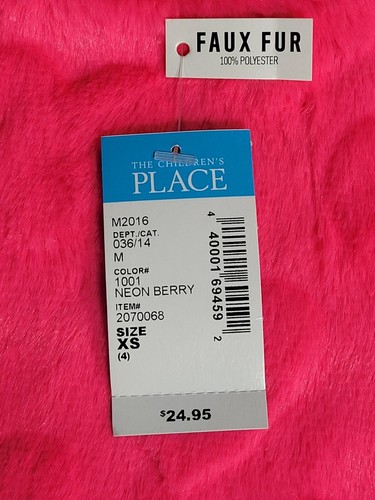 FAUX FUR
100% POLYESTER
THE CHILDREN'S
PLACE
M2016
DEPT./CAT.
036/14
M
COLOR#
1001
NEON BERRY
ITEM#
2070068
SIZE
XS
(4)
4 40001 69459 2
$24.95